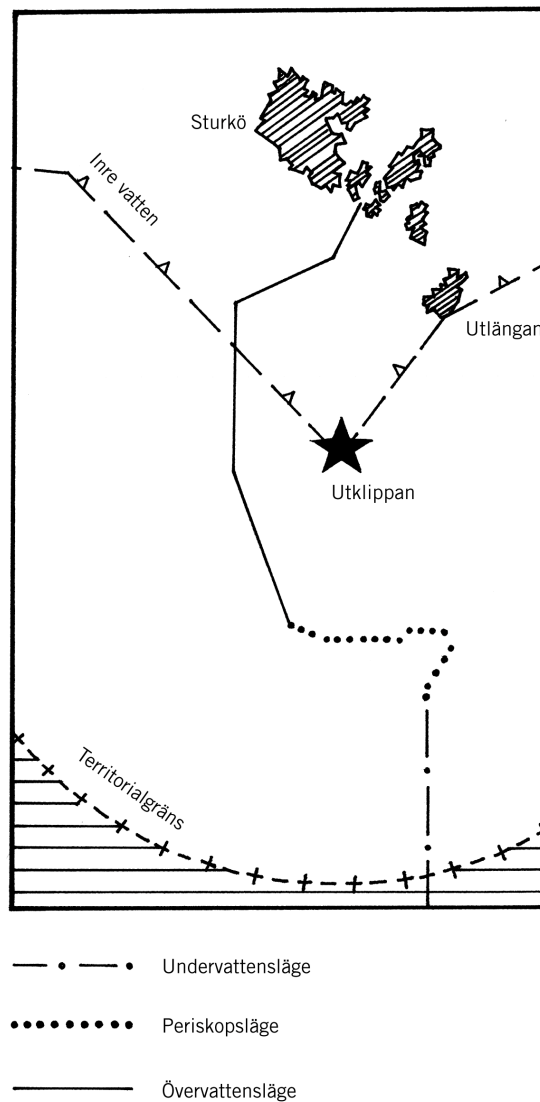 Sturkö
Inre vatten
Utlängan
Utklippan
Territorialgräns
Undervattensläge
Periskopsläge
Övervattensläge